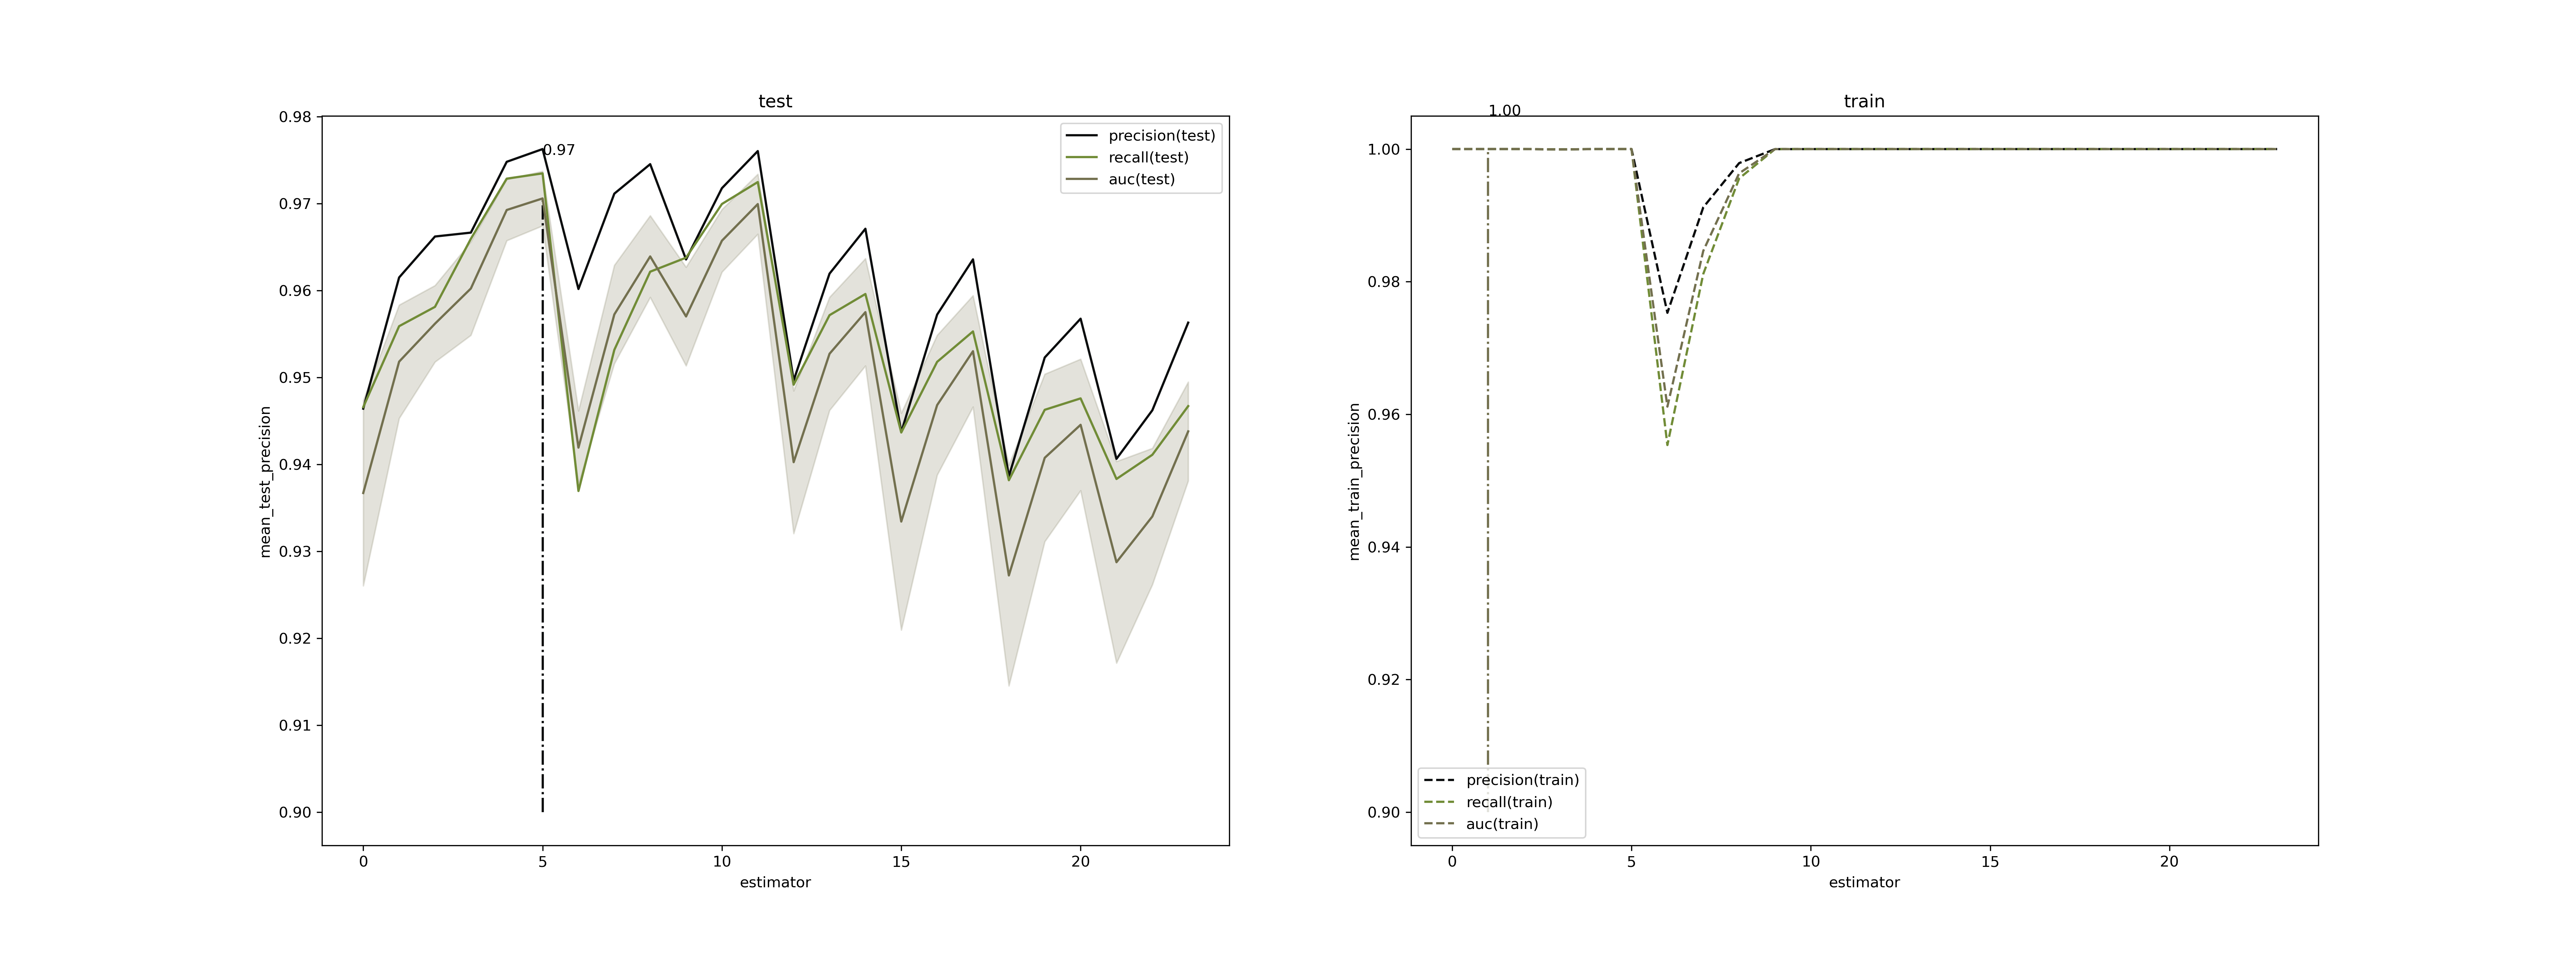 test
0.98
0.97
0.96
0.95
0.94
0.93
0.92
0.91
0.90
mean_test_precision
0.97
precision(test)
recall(test)
auc(test)
0 5 10 15 20
estimator
train
1.00
1.00
0.98
0.96
0.94
0.92
0.90
mean_train_precision
precision(train)
recall(train)
auc(train)
0 5 10 15 20
estimator